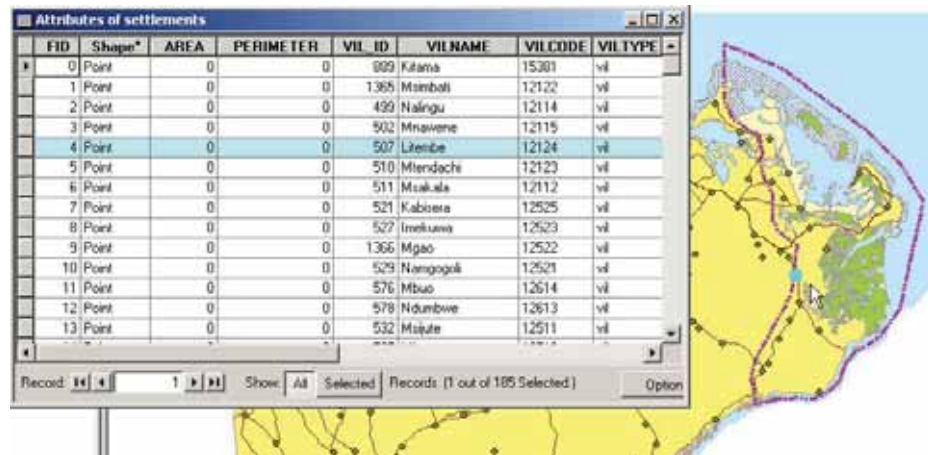 Attributes of settlements
FID Shape* AREA PERIMETER VIL_ID VILNAME VILCODE VILTYPE
0 Point 0 0 889 Kitama 15381 vil
1 Point 0 0 1365 Msimbati 12122 vil
2 Point 0 0 499 Nalingu 12114 vil
3 Point 0 0 502 Mnawene 12115 vil
4 Point 0 0 507 Litembe 12124 vil
5 Point 0 0 510 Mtendachi 12123 vil
6 Point 0 0 511 Msakala 12112 vil
7 Point 0 0 521 Kabisera 12525 vil
8 Point 0 0 527 Imekuwa 12523 vil
9 Point 0 0 1366 Mgao 12522 vil
10 Point 0 0 529 Namgogoli 12521 vil
11 Point 0 0 576 Mbuo 12614 vil
12 Point 0 0 578 Ndumbwe 12613 vil
13 Point 0 0 532 Msijute 12511 vil
Record: 1 Show: All Selected Records (1 out of 185 Selected.) Option